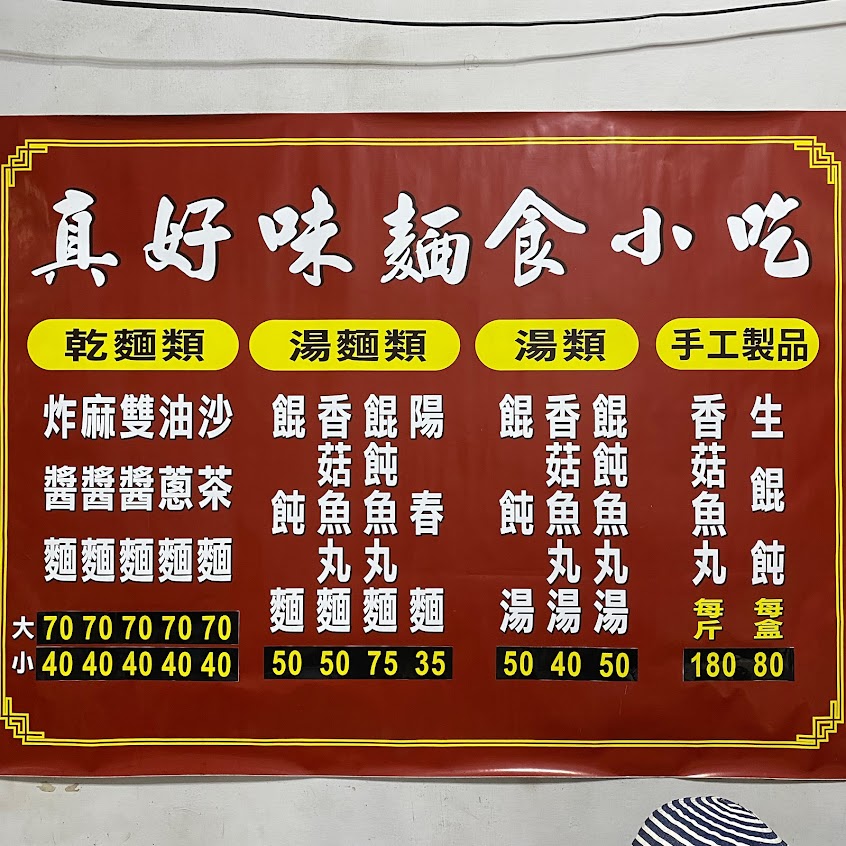 真好味麵食小吃
乾麵類
炸醬麵
麻醬麵
雙醬麵
油蔥麵
沙茶麵
大 70 70 70 70 70
小 40 40 40 40 40
湯麵類
餛飩麵
香菇魚丸麵
餛飩魚丸麵
陽春麵
50 50 75 35
湯類
餛飩湯
香菇魚丸湯
餛飩魚丸湯
50 40 50
手工製品
香菇魚丸每斤
生餛飩每盒
180 80